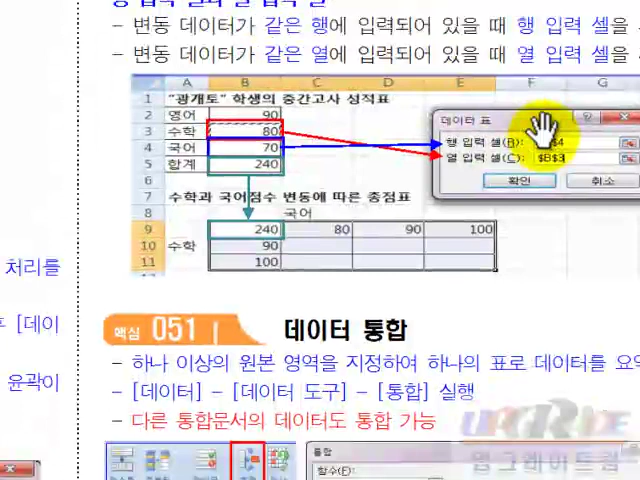 – 변동 데이터가 같은 행에 입력되어 있을 때 행 입력 셀을
– 변동 데이터가 같은 열에 입력되어 있을 때 열 입력 셀을
A B C D E F G
1 "광개토" 학생의 중간고사 성적표
2 영어 90
3 수학 80
4 국어 70
5 합계 240
6
7 수학과 국어점수 변동에 따른 총점표
8 국어
9 240 80 90 100
10 수학 90
11 100
데이터 표
행 입력 셀(R): $4
열 입력 셀(C): $B$3
확인 취소
처리를
[데이
윤곽이
핵심 051 데이터 통합
– 하나 이상의 원본 영역을 지정하여 하나의 표로 데이터를 요
– [데이터] – [데이터 도구] – [통합] 실행
– 다른 통합문서의 데이터도 통합 가능
UPGRADE
업그레이드컴
통합
함수(F):